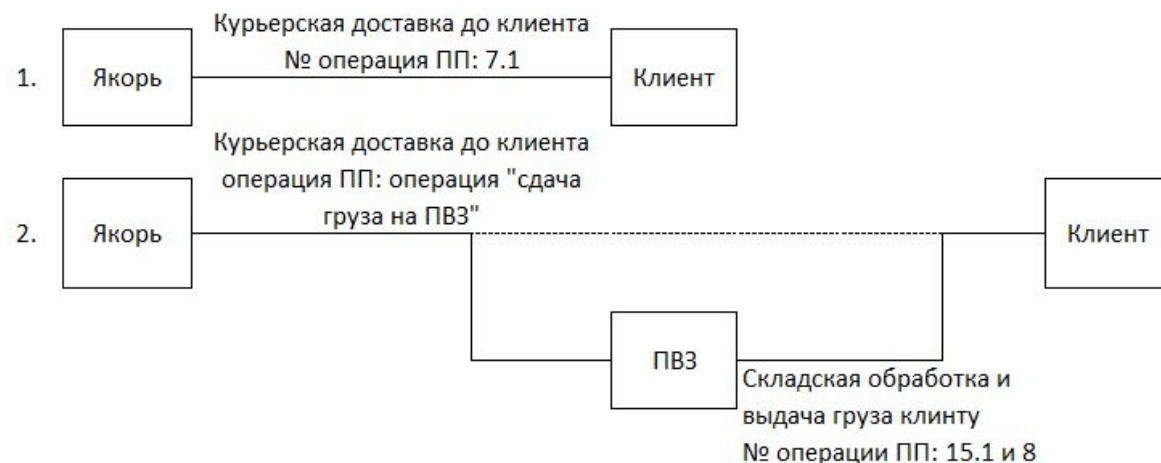 Курьерская доставка до клиента
№ операция ПП: 7.1
1.
Якорь
Клиент
Курьерская доставка до клиента
операция ПП: операция "сдача
груза на ПВЗ"
2.
Якорь
Клиент
ПВЗ
Складская обработка и
выдача груза клинту
№ операции ПП: 15.1 и 8